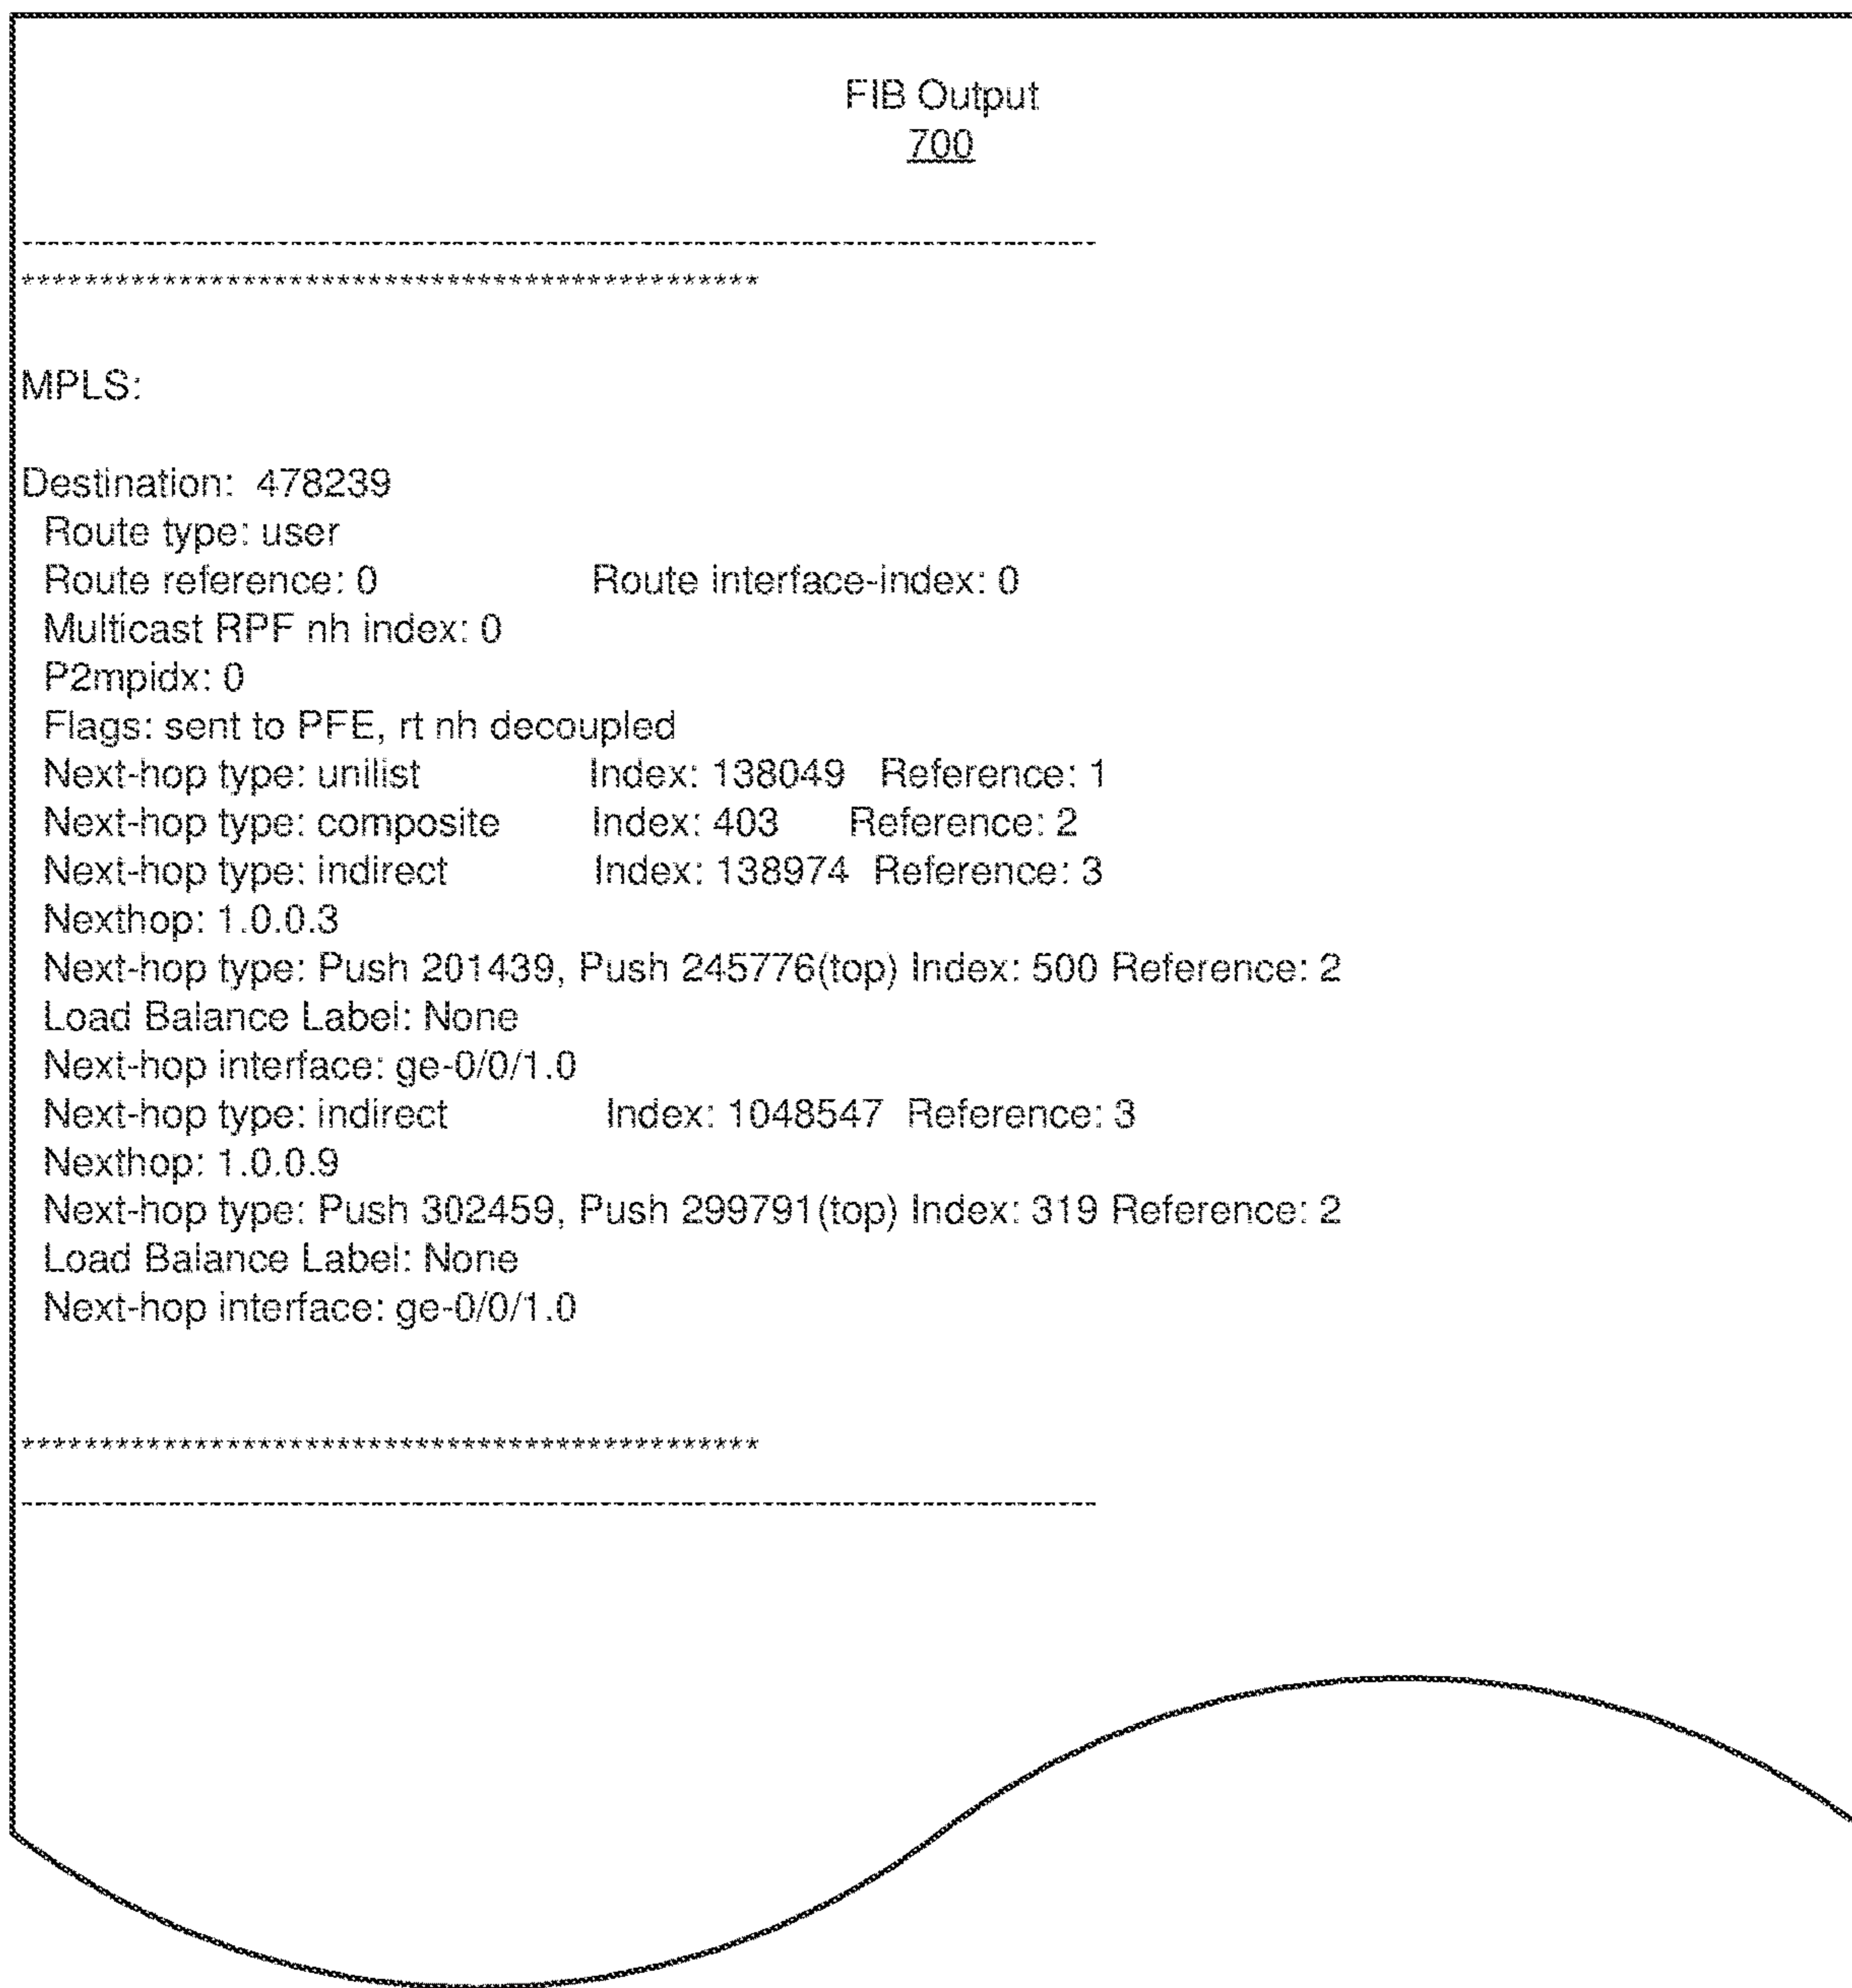 FIB Output
700
--------------------------------------------------------------------------------
***********************************************
MPLS:
Destination: 478239
Route type: user
Route reference: 0 Route interface-index: 0
Multicast RPF nh index: 0
P2mpidx: 0
Flags: sent to PFE, rt nh decoupled
Next-hop type: unilist Index: 138049 Reference: 1
Next-hop type: composite Index: 403 Reference: 2
Next-hop type: indirect Index: 138974 Reference: 3
Nexthop: 1.0.0.3
Next-hop type: Push 201439, Push 245776(top) Index: 500 Reference: 2
Load Balance Label: None
Next-hop interface: ge-0/0/1.0
Next-hop type: indirect Index: 1048547 Reference: 3
Nexthop: 1.0.0.9
Next-hop type: Push 302459, Push 299791(top) Index: 319 Reference: 2
Load Balance Label: None
Next-hop interface: ge-0/0/1.0
***********************************************
--------------------------------------------------------------------------------